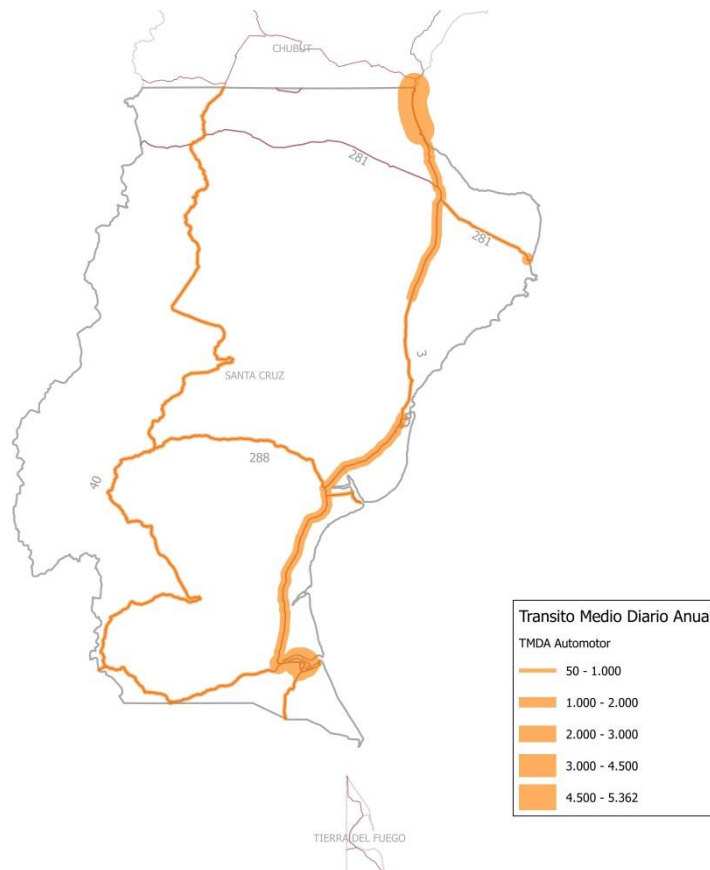 CHUBUT
281
281
3
SANTA CRUZ
288
40
Transito Medio Diario Anua
TMDA Automotor
50 - 1.000
1.000 - 2.000
2.000 - 3.000
3.000 - 4.500
4.500 - 5.362
TIERRA DEL FUEGO